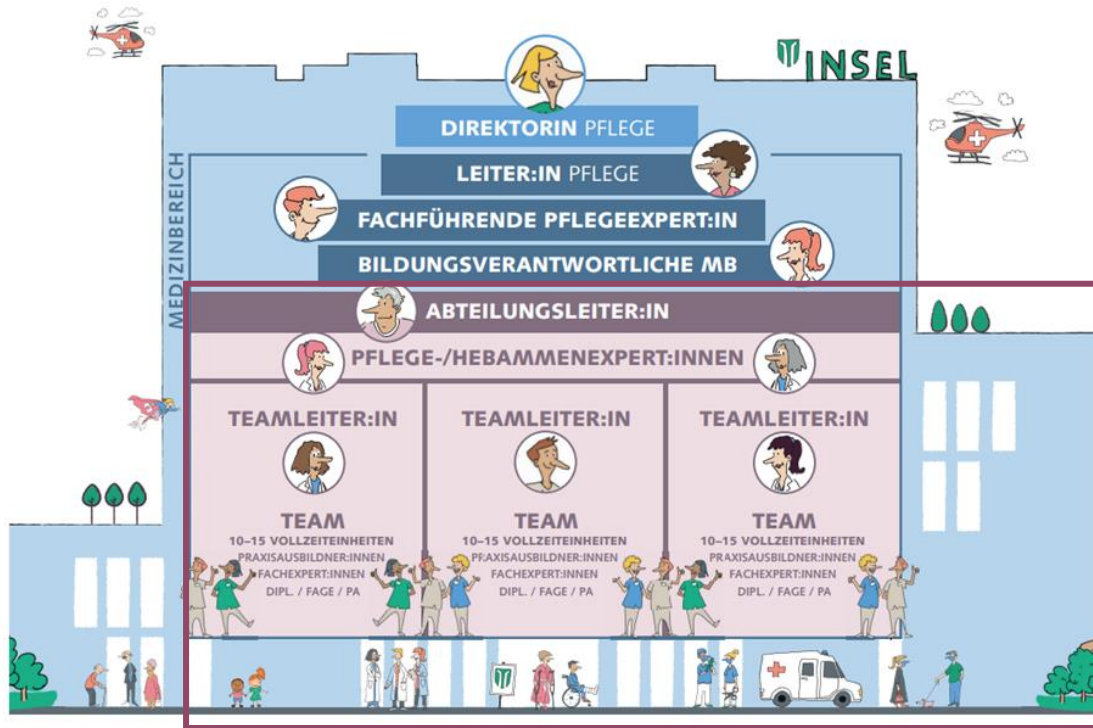 INSEL
DIREKTORIN PFLEGE
LEITER:IN PFLEGE
FACHFÜHRENDE PFLEGEEXPERT:IN
BILDUNGSVERANTWORTLICHE MB
MEDIZINBEREICH
ABTEILUNGSLEITER:IN
PFLEGE-/HEBAMMENEXPERT:INNEN
TEAMLEITER:IN
TEAM
10–15 VOLLZEITEINHEITEN
PRAXISAUSBILDNER:INNEN
FACHEXPERT:INNEN
DIPL. / FAGE / PA
TEAMLEITER:IN
TEAM
10–15 VOLLZEITEINHEITEN
PRAXISAUSBILDNER:INNEN
FACHEXPERT:INNEN
DIPL. / FAGE / PA
TEAMLEITER:IN
TEAM
10–15 VOLLZEITEINHEITEN
PRAXISAUSBILDNER:INNEN
FACHEXPERT:INNEN
DIPL. / FAGE / PA